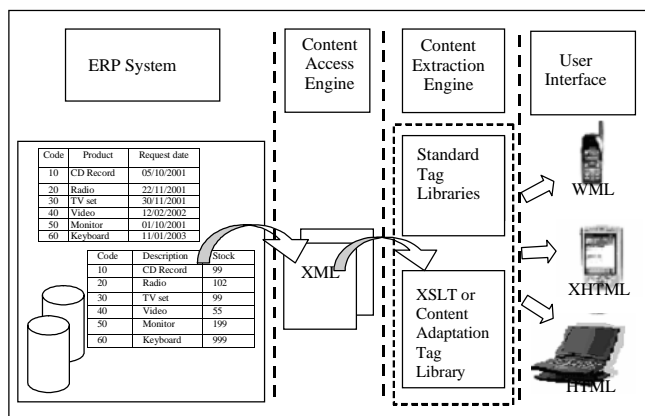 ERP System
Content
Access
Engine
Content
Extraction
Engine
User
Interface
Code Product Request date
10 CD Record 05/10/2001
20 Radio 22/11/2001
30 TV set 30/11/2001
40 Video 12/02/2002
50 Monitor 01/10/2001
60 Keyboard 11/01/2003
Code Description Stock
10 CD Record 99
20 Radio 102
30 TV set 99
40 Video 55
50 Monitor 199
60 Keyboard 999
XML
Standard
Tag
Libraries
XSLT or
Content
Adaptation
Tag
Library
WML
XHTML
HTML